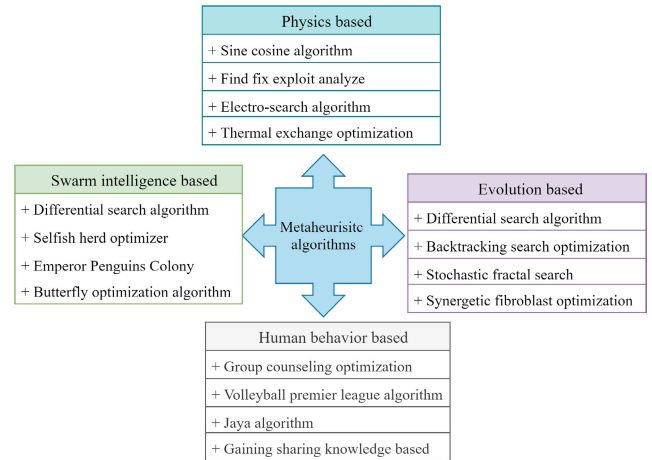 Physics based
+ Sine cosine algorithm
+ Find fix exploit analyze
+ Electro-search algorithm
+ Thermal exchange optimization
Swarm intelligence based
+ Differential search algorithm
+ Selfish herd optimizer
+ Emperor Penguins Colony
+ Butterfly optimization algorithm
Metaheurisitc
algorithms
Evolution based
+ Differential search algorithm
+ Backtracking search optimization
+ Stochastic fractal search
+ Synergetic fibroblast optimization
Human behavior based
+ Group counseling optimization
+ Volleyball premier league algorithm
+ Jaya algorithm
+ Gaining sharing knowledge based